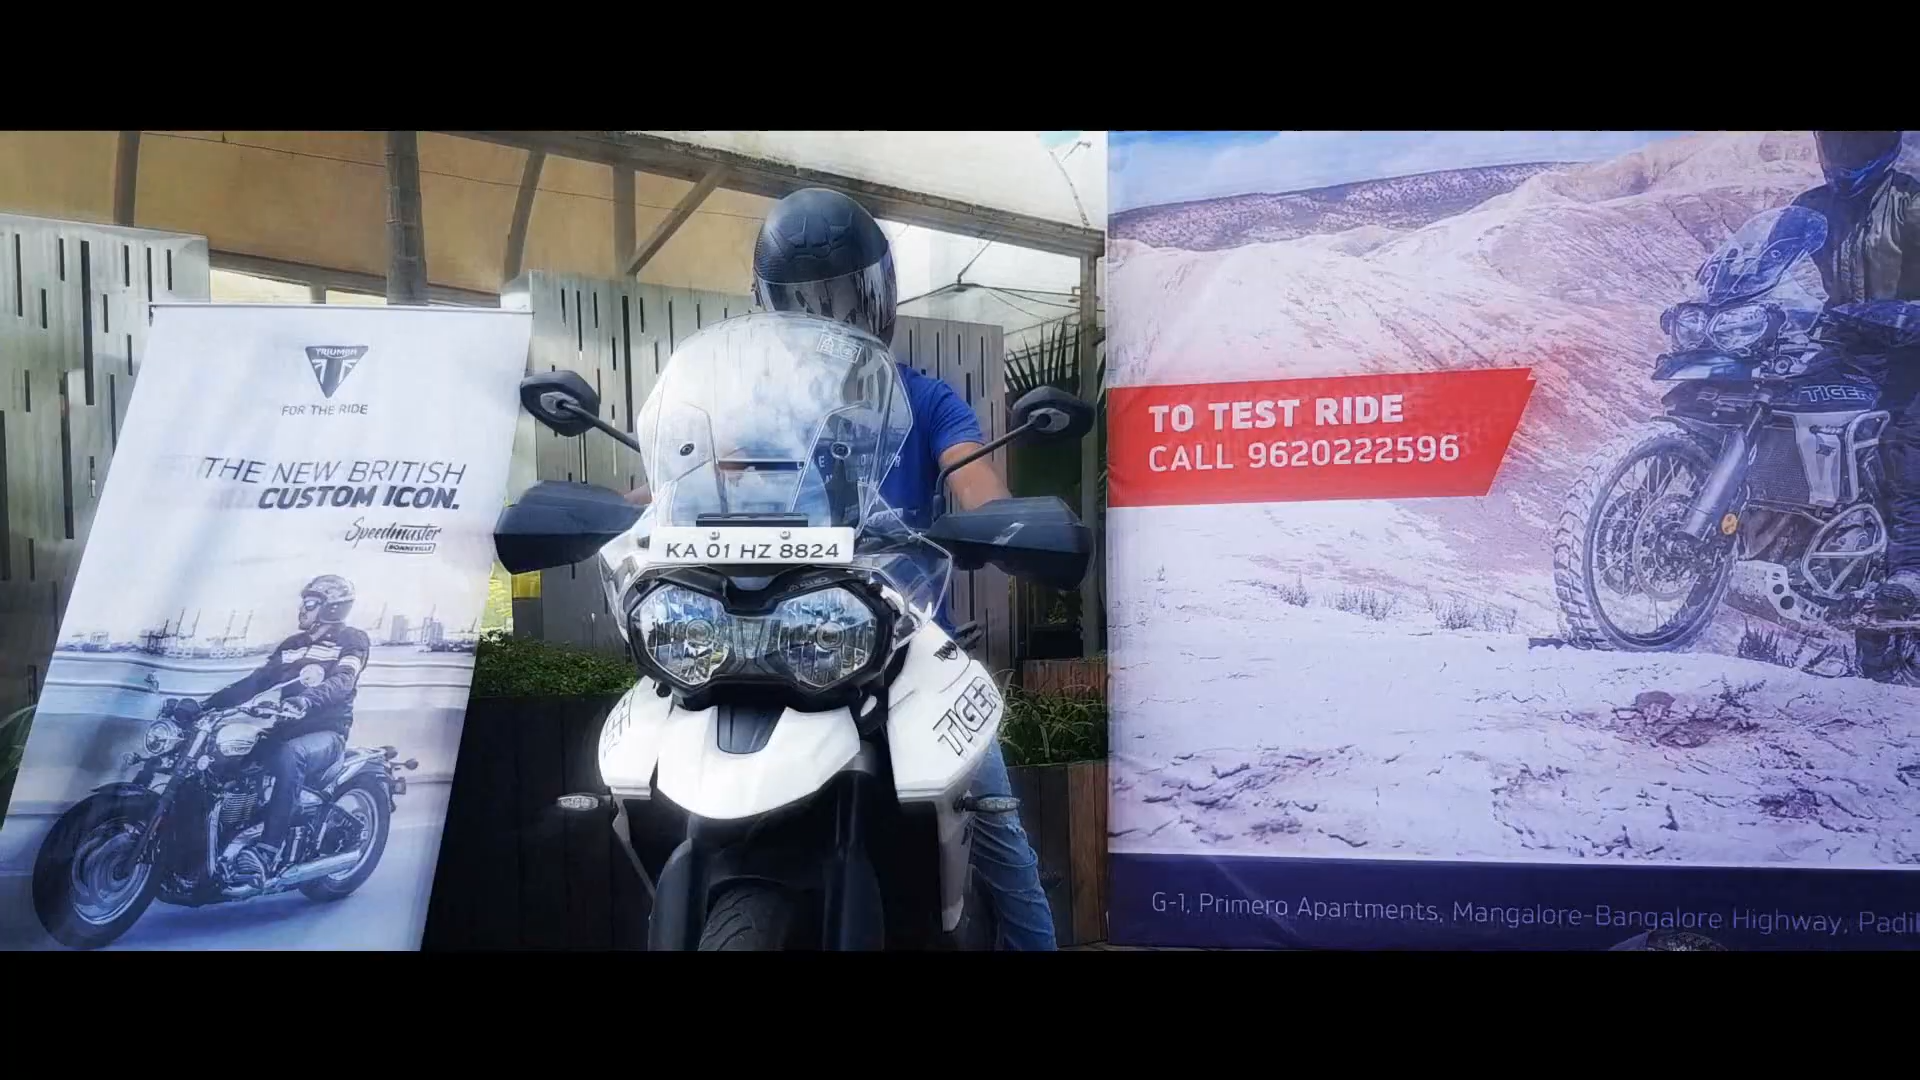 TRIUMPH
FOR THE RIDE
THE NEW BRITISH
CUSTOM ICON.
Speedmaster
BONNEVILLE
KA 01 HZ 8824
TIGER
TO TEST RIDE
CALL 9620222596
TIGER
G-1, Primero Apartments, Mangalore-Bangalore Highway, Padil